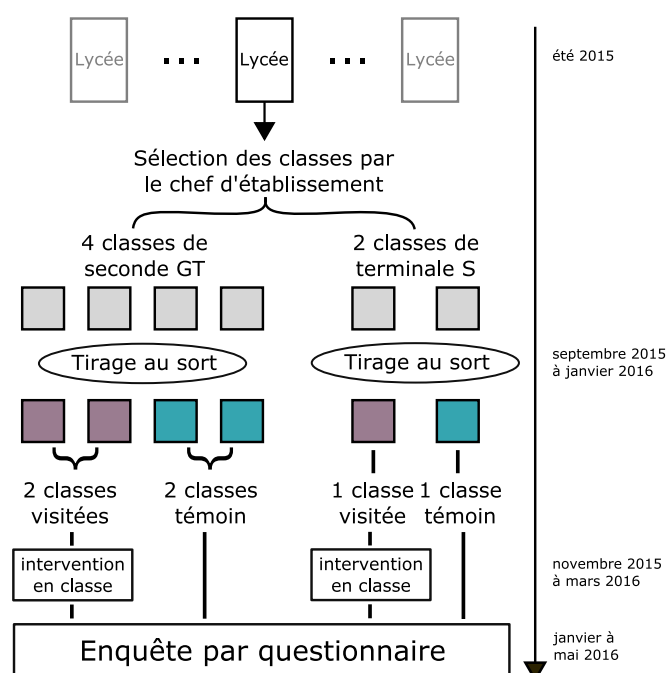 Lycée ... Lycée ... Lycée
été 2015
Sélection des classes par
le chef d'établissement
4 classes de
seconde GT
2 classes de
terminale S
Tirage au sort
Tirage au sort
septembre 2015
à janvier 2016
2 classes
visitées
2 classes
témoin
1 classe
visitée
1 classe
témoin
intervention
en classe
intervention
en classe
novembre 2015
à mars 2016
Enquête par questionnaire
janvier à
mai 2016